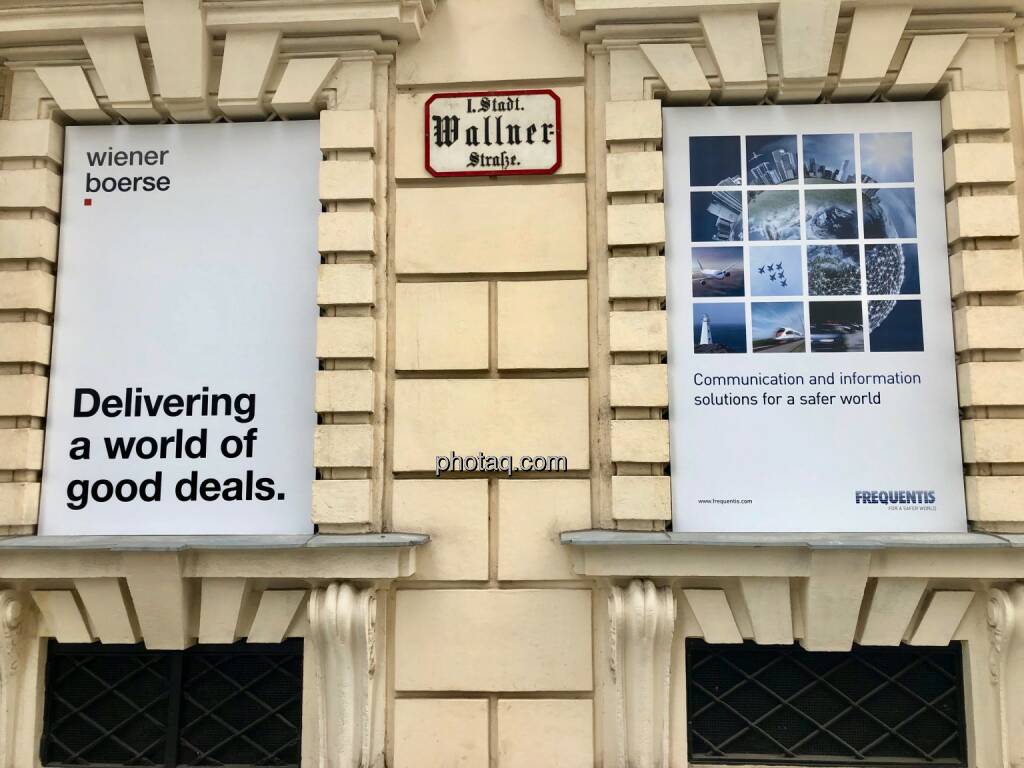 wiener
boerse
Delivering
a world of
good deals.
I. Stadt.
Wallner-
Straße.
Communication and information
solutions for a safer world
www.frequentis.com
FREQUENTIS
FOR A SAFER WORLD
photaq.com